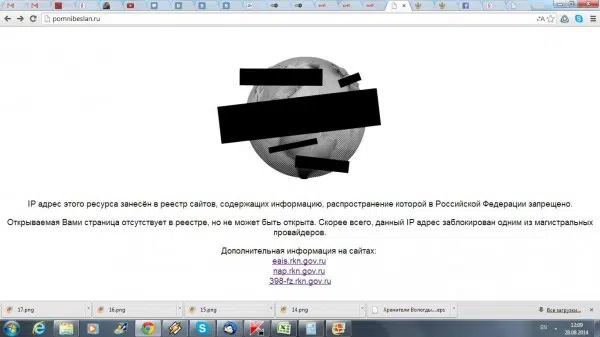 pomnibeslan.ru
IP адрес этого ресурса занесён в реестр сайтов, содержащих информацию, распространение которой в Российской Федерации запрещено.
Открываемая Вами страница отсутствует в реестре, но не может быть открыта. Скорее всего, данный IP адрес заблокирован одним из магистральных
провайдеров.
Дополнительная информация на сайтах:
eais.rkn.gov.ru
nap.rkn.gov.ru
398-fz.rkn.gov.ru
17.png 16.png 15.png 14.png Хранители Вологды....eps Все загрузки...
EN 12:09
28.08.2014